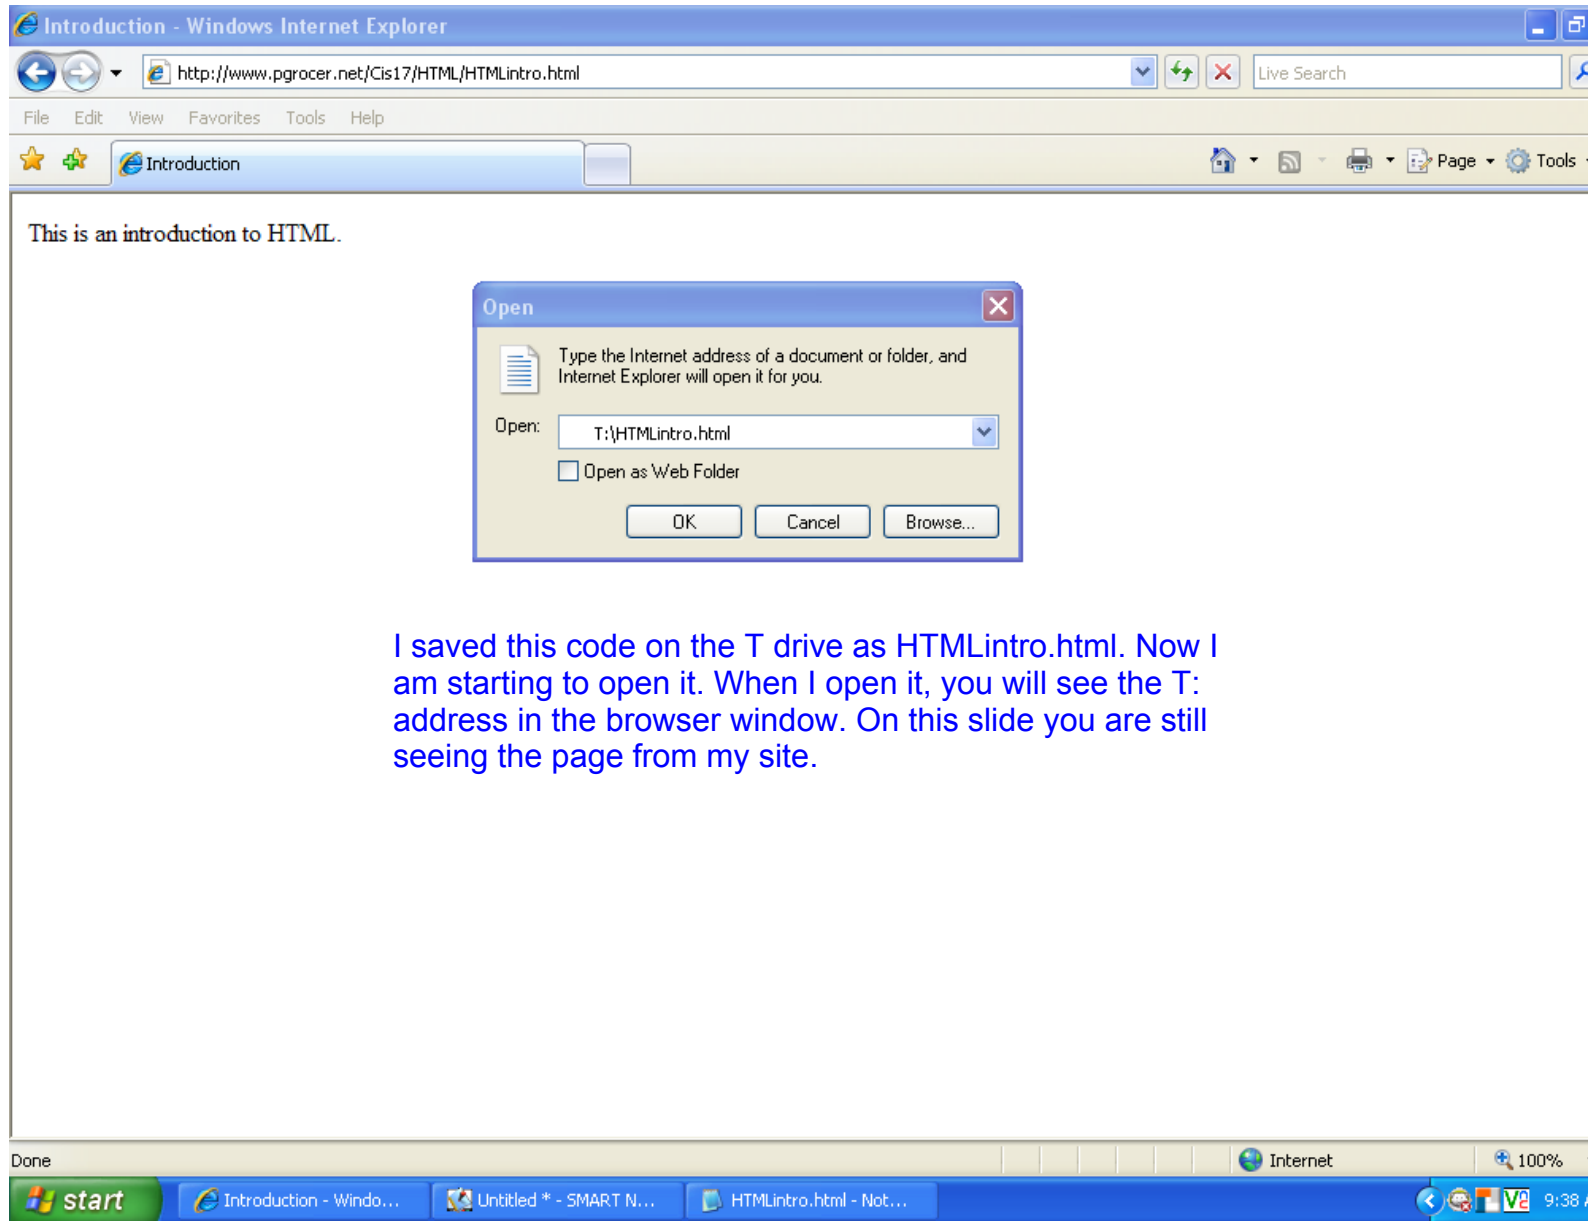 Introduction - Windows Internet Explorer
http://www.pgrocer.net/Cis17/HTML/HTMLintro.html
Live Search
File Edit View Favorites Tools Help
Introduction
Page
Tools
This is an introduction to HTML.
Open
Type the Internet address of a document or folder, and
Internet Explorer will open it for you.
Open:
T:\HTMLintro.html
Open as Web Folder
OK Cancel Browse...
I saved this code on the T drive as HTMLintro.html. Now I
am starting to open it. When I open it, you will see the T:
address in the browser window. On this slide you are still
seeing the page from my site.
Done
Internet
100%
start
Introduction - Windo...
Untitled * - SMART N...
HTMLintro.html - Not...
V2
9:38